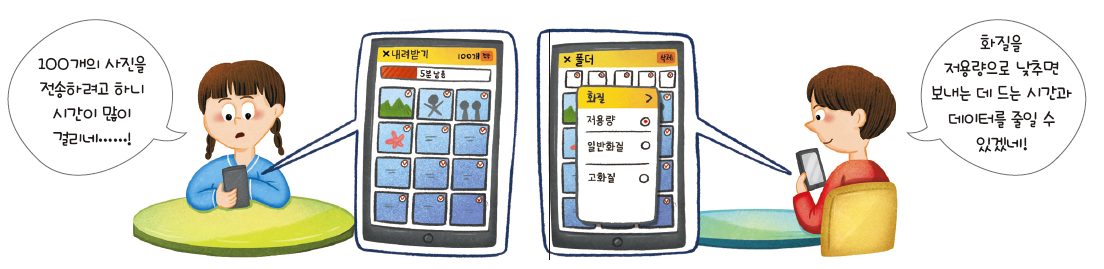 100개의 사진을
전송하려고 하니
시간이 많이
걸리네……!
×내려받기
100개
5분 남음
× 폴더
삭제
화질 >
저용량
일반화질
고화질
화질을
저용량으로 낮추면
보내는 데 드는 시간과
데이터를 줄일 수
있겠네!